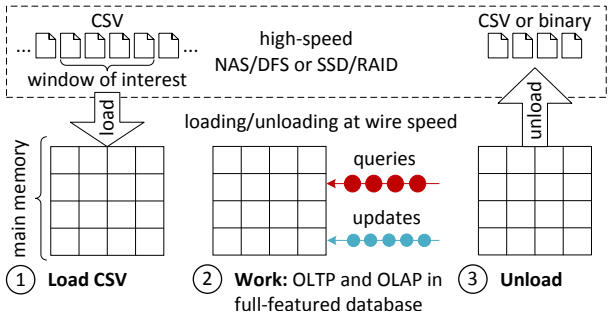 CSV
CSV or binary
... ...
high-speed
NAS/DFS or SSD/RAID
window of interest
load
unload
loading/unloading at wire speed
main memory
queries
updates
1 Load CSV
2 Work: OLTP and OLAP in
full-featured database
3 Unload